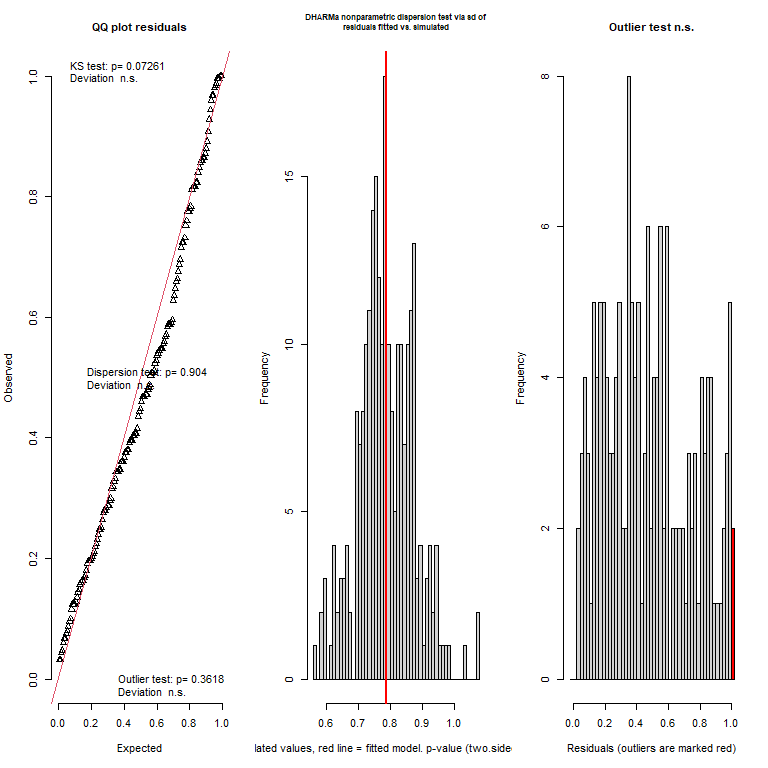 QQ plot residuals
KS test: p= 0.07261
Deviation n.s.
Dispersion test: p= 0.904
Deviation n.s.
Outlier test: p= 0.3618
Deviation n.s.
Observed
0.0 0.2 0.4 0.6 0.8 1.0
0.0 0.2 0.4 0.6 0.8 1.0
Expected
DHARMa nonparametric dispersion test via sd of
residuals fitted vs. simulated
Frequency
0 5 10 15
0.6 0.7 0.8 0.9 1.0
lated values, red line = fitted model. p-value (two.side
Outlier test n.s.
Frequency
0 2 4 6 8
0.0 0.2 0.4 0.6 0.8 1.0
Residuals (outliers are marked red)